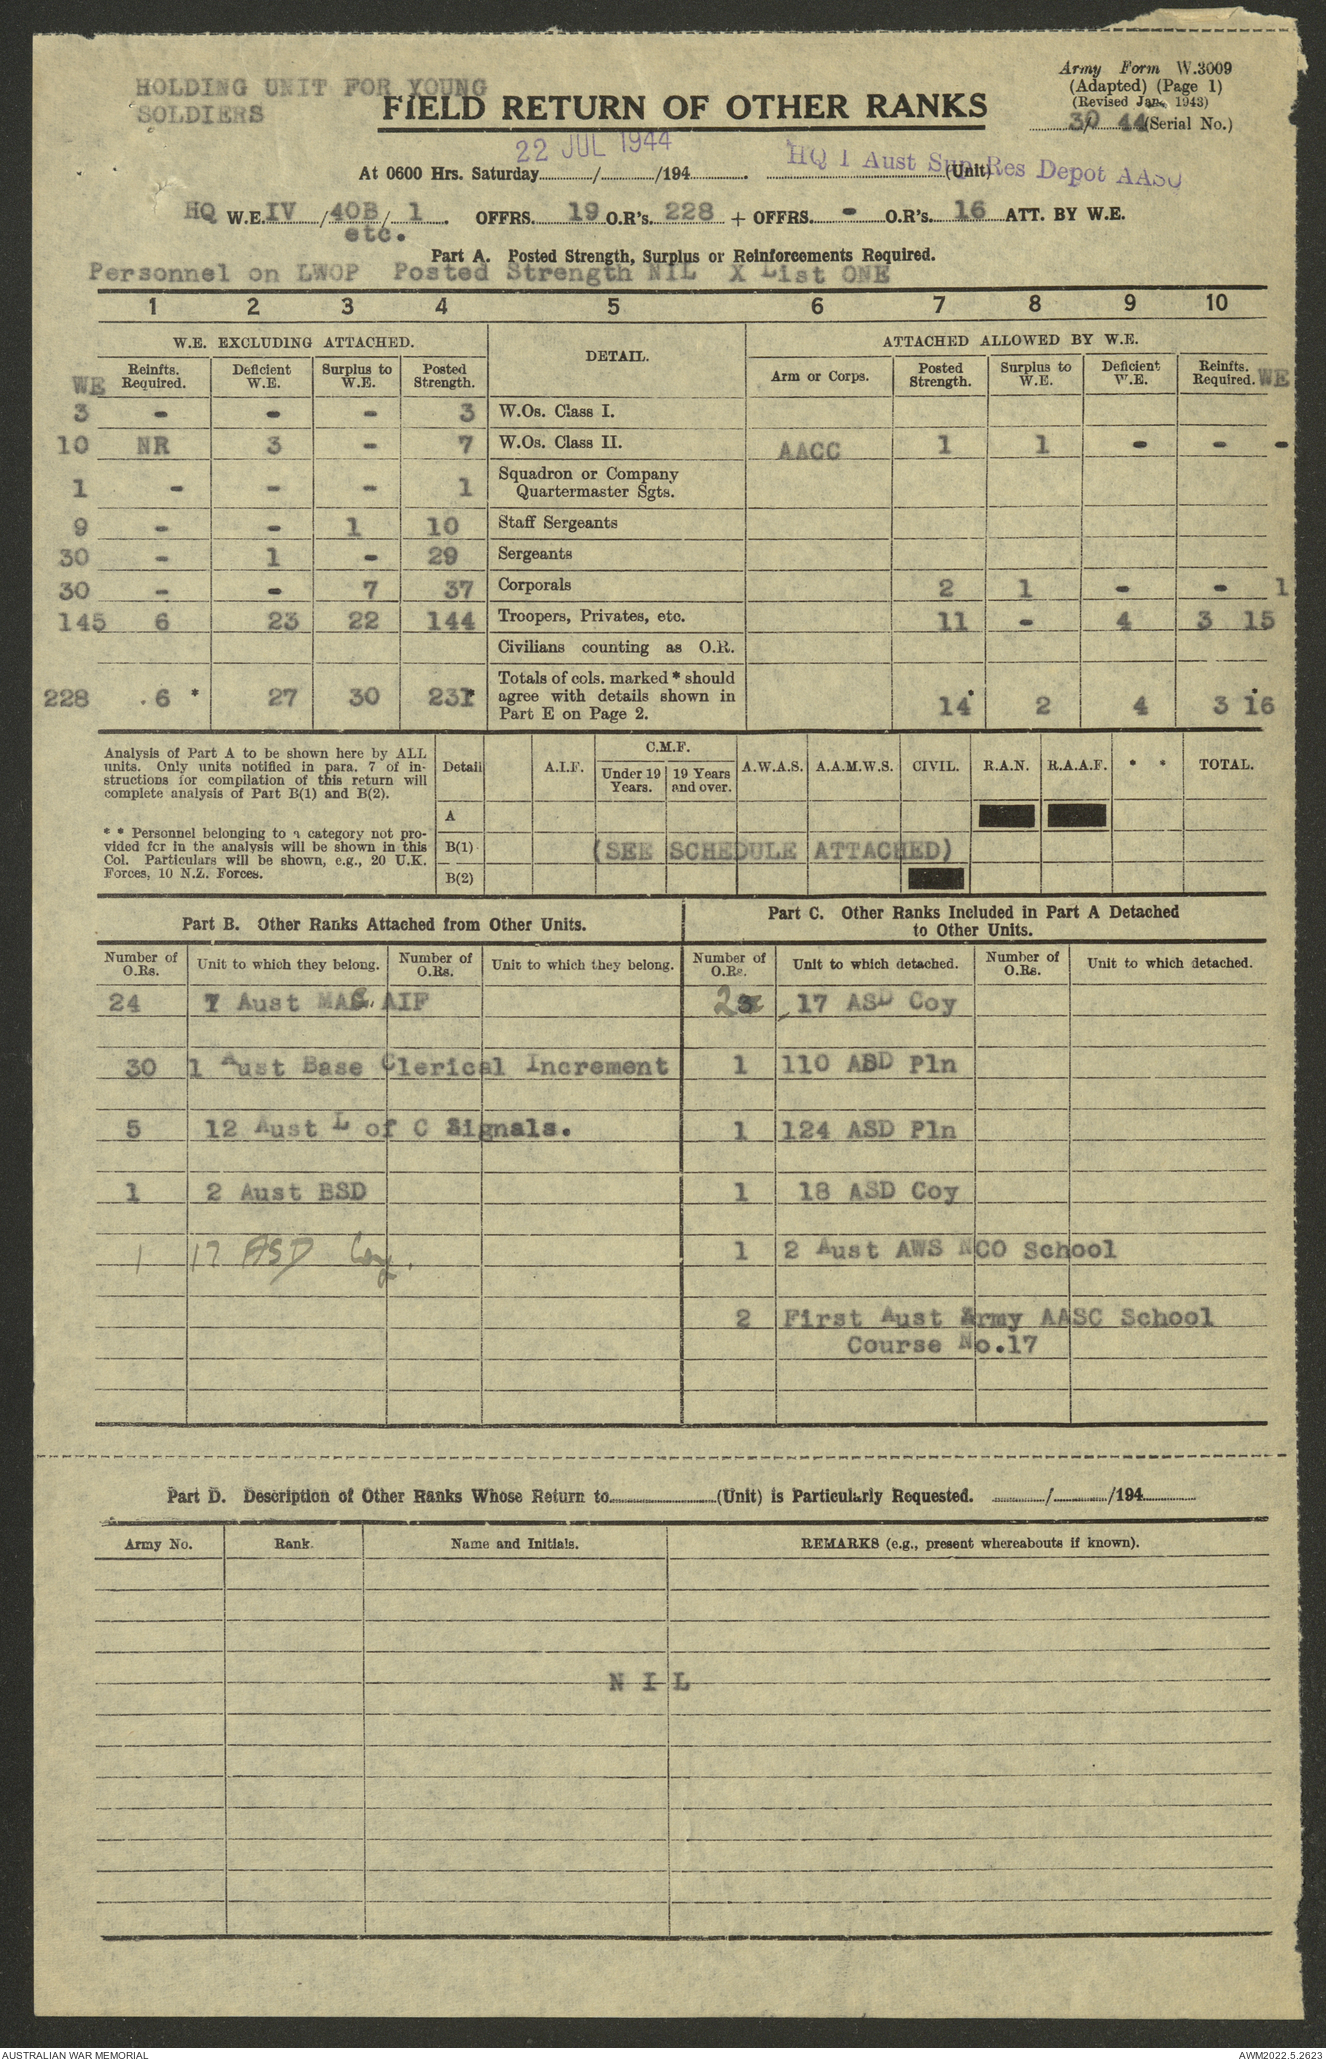 HOLDING UNIT FOR YOUNG
SOLDIERS
Army Form W.3009
(Adapted) (Page 1)
(Revised Jan. 1943)
30/44 (Serial No.)
FIELD RETURN OF OTHER RANKS
22 JUL 1944
At 0600 Hrs. Saturday / /194 . HQ 1 Aust Sup Res Depot AASC (Unit)
HQ W.E. IV / 40B / 1 . OFFRS. 19 O.R's. 228 + OFFRS. - O.R's. 16 ATT. BY W.E.
etc.
Part A. Posted Strength, Surplus or Reinforcements Required.
Personnel on LWOP Posted Strength NIL X List ONE
1 2 3 4 5 6 7 8 9 10
W.E. EXCLUDING ATTACHED. DETAIL. ATTACHED ALLOWED BY W.E.
WE Reinfts. Required. Deficient W.E. Surplus to W.E. Posted Strength. Arm or Corps. Posted Strength. Surplus to W.E. Deficient W.E. Reinfts. Required. WE
3 - - - 3 W.Os. Class I.
10 NR 3 - 7 W.Os. Class II. AACC 1 1 - - -
1 - - - 1 Squadron or Company Quartermaster Sgts.
9 - - 1 10 Staff Sergeants
30 - 1 - 29 Sergeants
30 - - 7 37 Corporals 2 1 - - 1
145 6 23 22 144 Troopers, Privates, etc. 11 - 4 3 15
Civilians counting as O.R.
228 . 6 * 27 30 231 Totals of cols. marked * should agree with details shown in Part E on Page 2. 14 2 4 3 16
Analysis of Part A to be shown here by ALL
units. Only units notified in para. 7 of in-
structions for compilation of this return will
complete analysis of Part B(1) and B(2).
* * Personnel belonging to a category not pro-
vided for in the analysis will be shown in this
Col. Particulars will be shown, e.g., 20 U.K.
Forces, 10 N.Z. Forces.
Detail A.I.F. C.M.F. Under 19 Years. 19 Years and over. A.W.A.S. A.A.M.W.S. CIVIL. R.A.N. R.A.A.F. * * TOTAL.
A
B(1) (SEE SCHEDULE ATTACHED)
B(2)
Part B. Other Ranks Attached from Other Units.
Part C. Other Ranks Included in Part A Detached
to Other Units.
Number of O.Rs. Unit to which they belong. Number of O.Rs. Unit to which they belong. Number of O.Rs. Unit to which detached. Number of O.Rs. Unit to which detached.
24 7 Aust MAC. AIF 2 17 ASD Coy
30 1 Aust Base Clerical Increment 1 110 ASD Pln
5 12 Aust L of C Signals. 1 124 ASD Pln
1 2 Aust BSD 1 18 ASD Coy
1 17 ASD Coy. 1 2 Aust AWS NCO School
2 First Aust Army AASC School
Course No.17
Part D. Description of Other Ranks Whose Return to (Unit) is Particularly Requested. / /194
Army No. Rank. Name and Initials. REMARKS (e.g., present whereabouts if known).
N I L
AUSTRALIAN WAR MEMORIAL AWM2022.5.2623